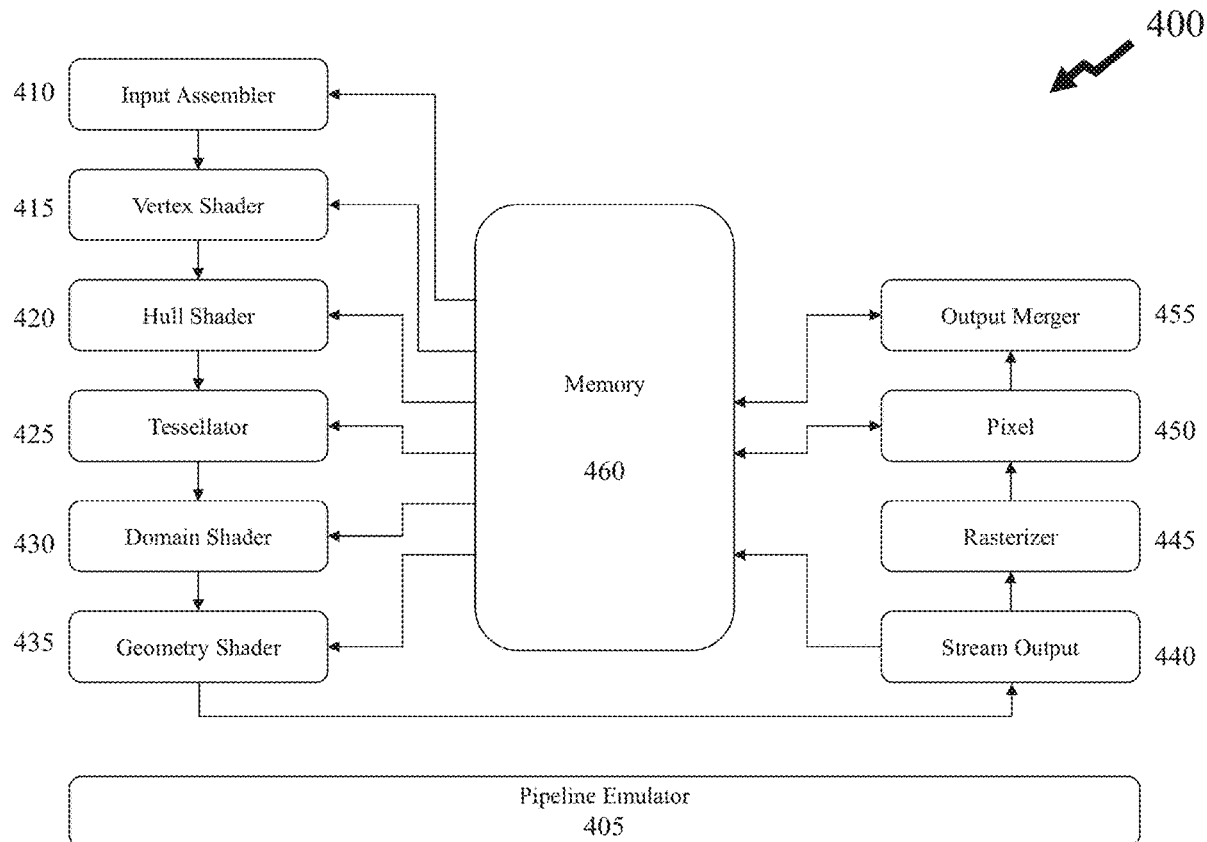 400
410 Input Assembler
415 Vertex Shader
420 Hull Shader
425 Tessellator
430 Domain Shader
435 Geometry Shader
Memory
460
Output Merger 455
Pixel 450
Rasterizer 445
Stream Output 440
Pipeline Emulator
405